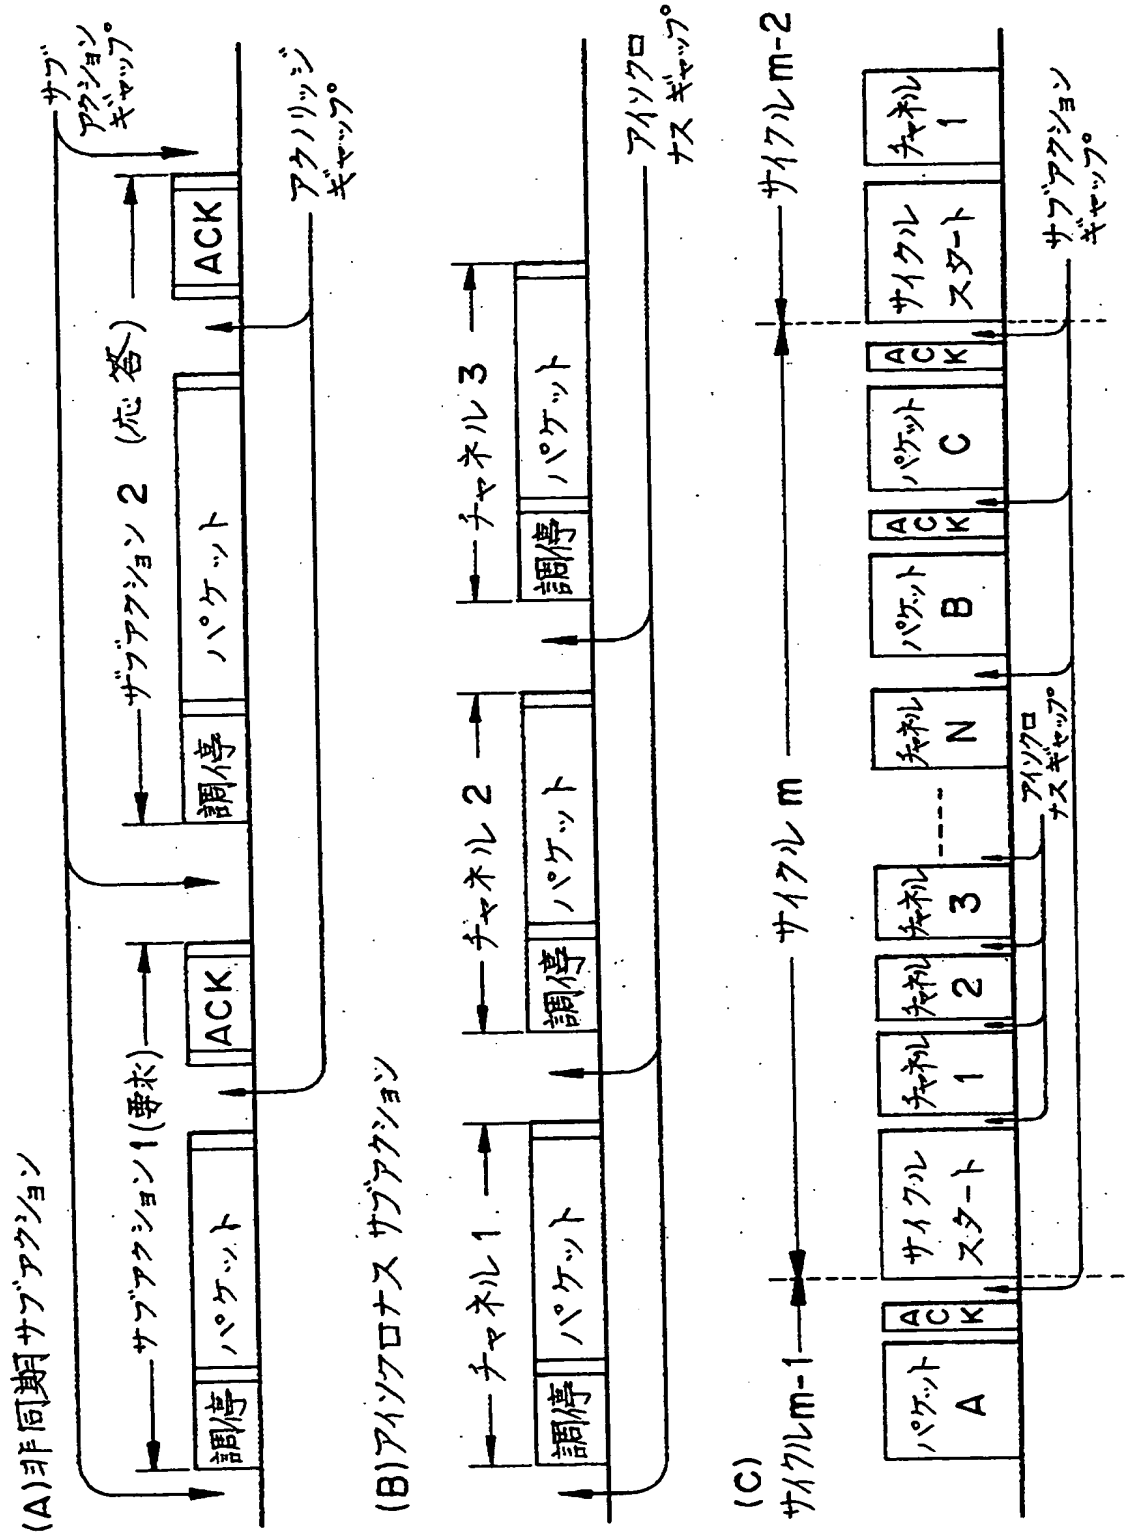 (A)非同期サブアクション
サブアクション1(要求)
サブアクション2 (応答)
サブ
アクション
ギャップ
調停
パケット
ACK
調停
パケット
ACK
アクノリッジ
ギャップ
(B)アイソクロナス サブアクション
チャネル1
チャネル2
チャネル3
調停
パケット
調停
パケット
調停
パケット
アイソクロ
ナス ギャップ
(C)
サイクルm-1
サイクルm
サイクルm-2
パケット
A
ACK
サイクル
スタート
チャネル
1
チャネル
2
チャネル
3
チャネル
N
パケット
B
ACK
パケット
C
ACK
サイクル
スタート
チャネル
1
アイソクロ
ナスギャップ
サブアクション
ギャップ